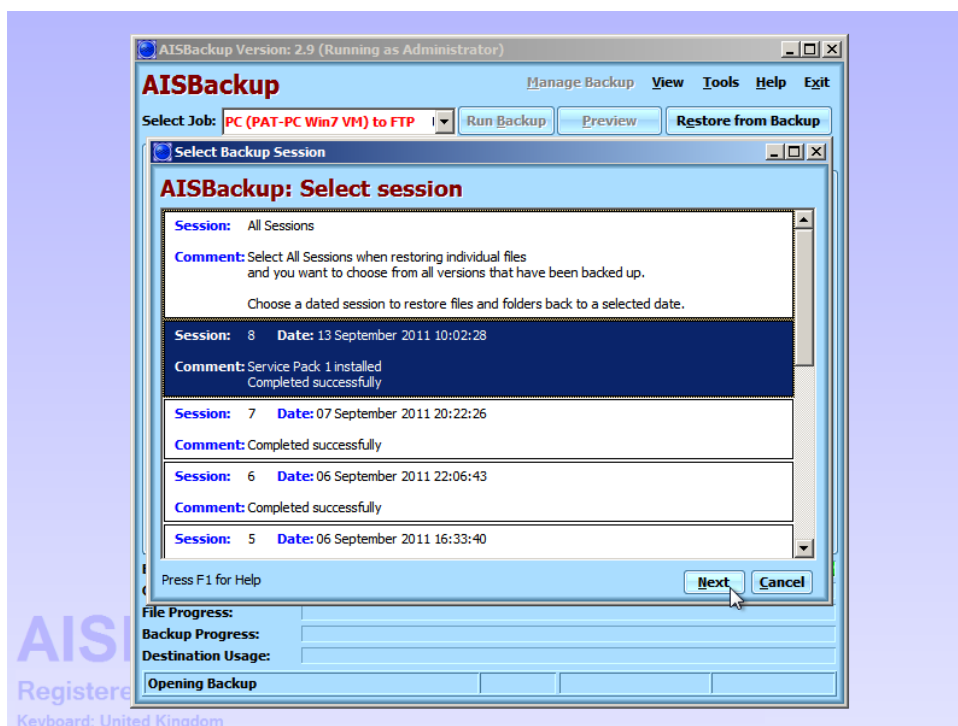 AISBackup Version: 2.9 (Running as Administrator)
AISBackup
Manage Backup View Tools Help Exit
Select Job: PC (PAT-PC Win7 VM) to FTP Run Backup Preview Restore from Backup
Select Backup Session
AISBackup: Select session
Session: All Sessions
Comment: Select All Sessions when restoring individual files
and you want to choose from all versions that have been backed up.
Choose a dated session to restore files and folders back to a selected date.
Session: 8 Date: 13 September 2011 10:02:28
Comment: Service Pack 1 installed
Completed successfully
Session: 7 Date: 07 September 2011 20:22:26
Comment: Completed successfully
Session: 6 Date: 06 September 2011 22:06:43
Comment: Completed successfully
Session: 5 Date: 06 September 2011 16:33:40
Press F1 for Help
Next Cancel
File Progress:
Backup Progress:
Destination Usage:
Opening Backup
AIS
Registere
Keyboard: United Kingdom